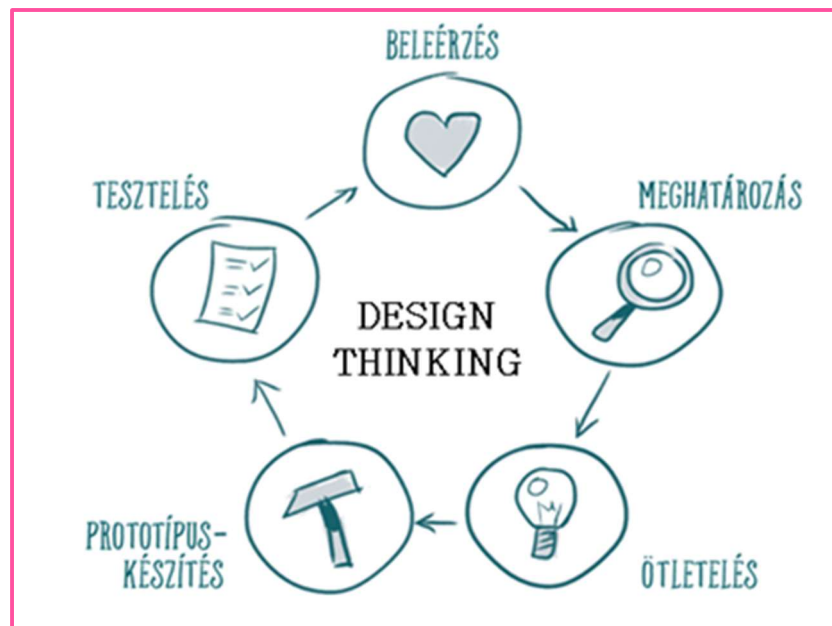 BELEÉRZÉS
MEGHATÁROZÁS
ÖTLETELÉS
PROTOTÍPUS-
KÉSZÍTÉS
TESZTELÉS
DESIGN
THINKING